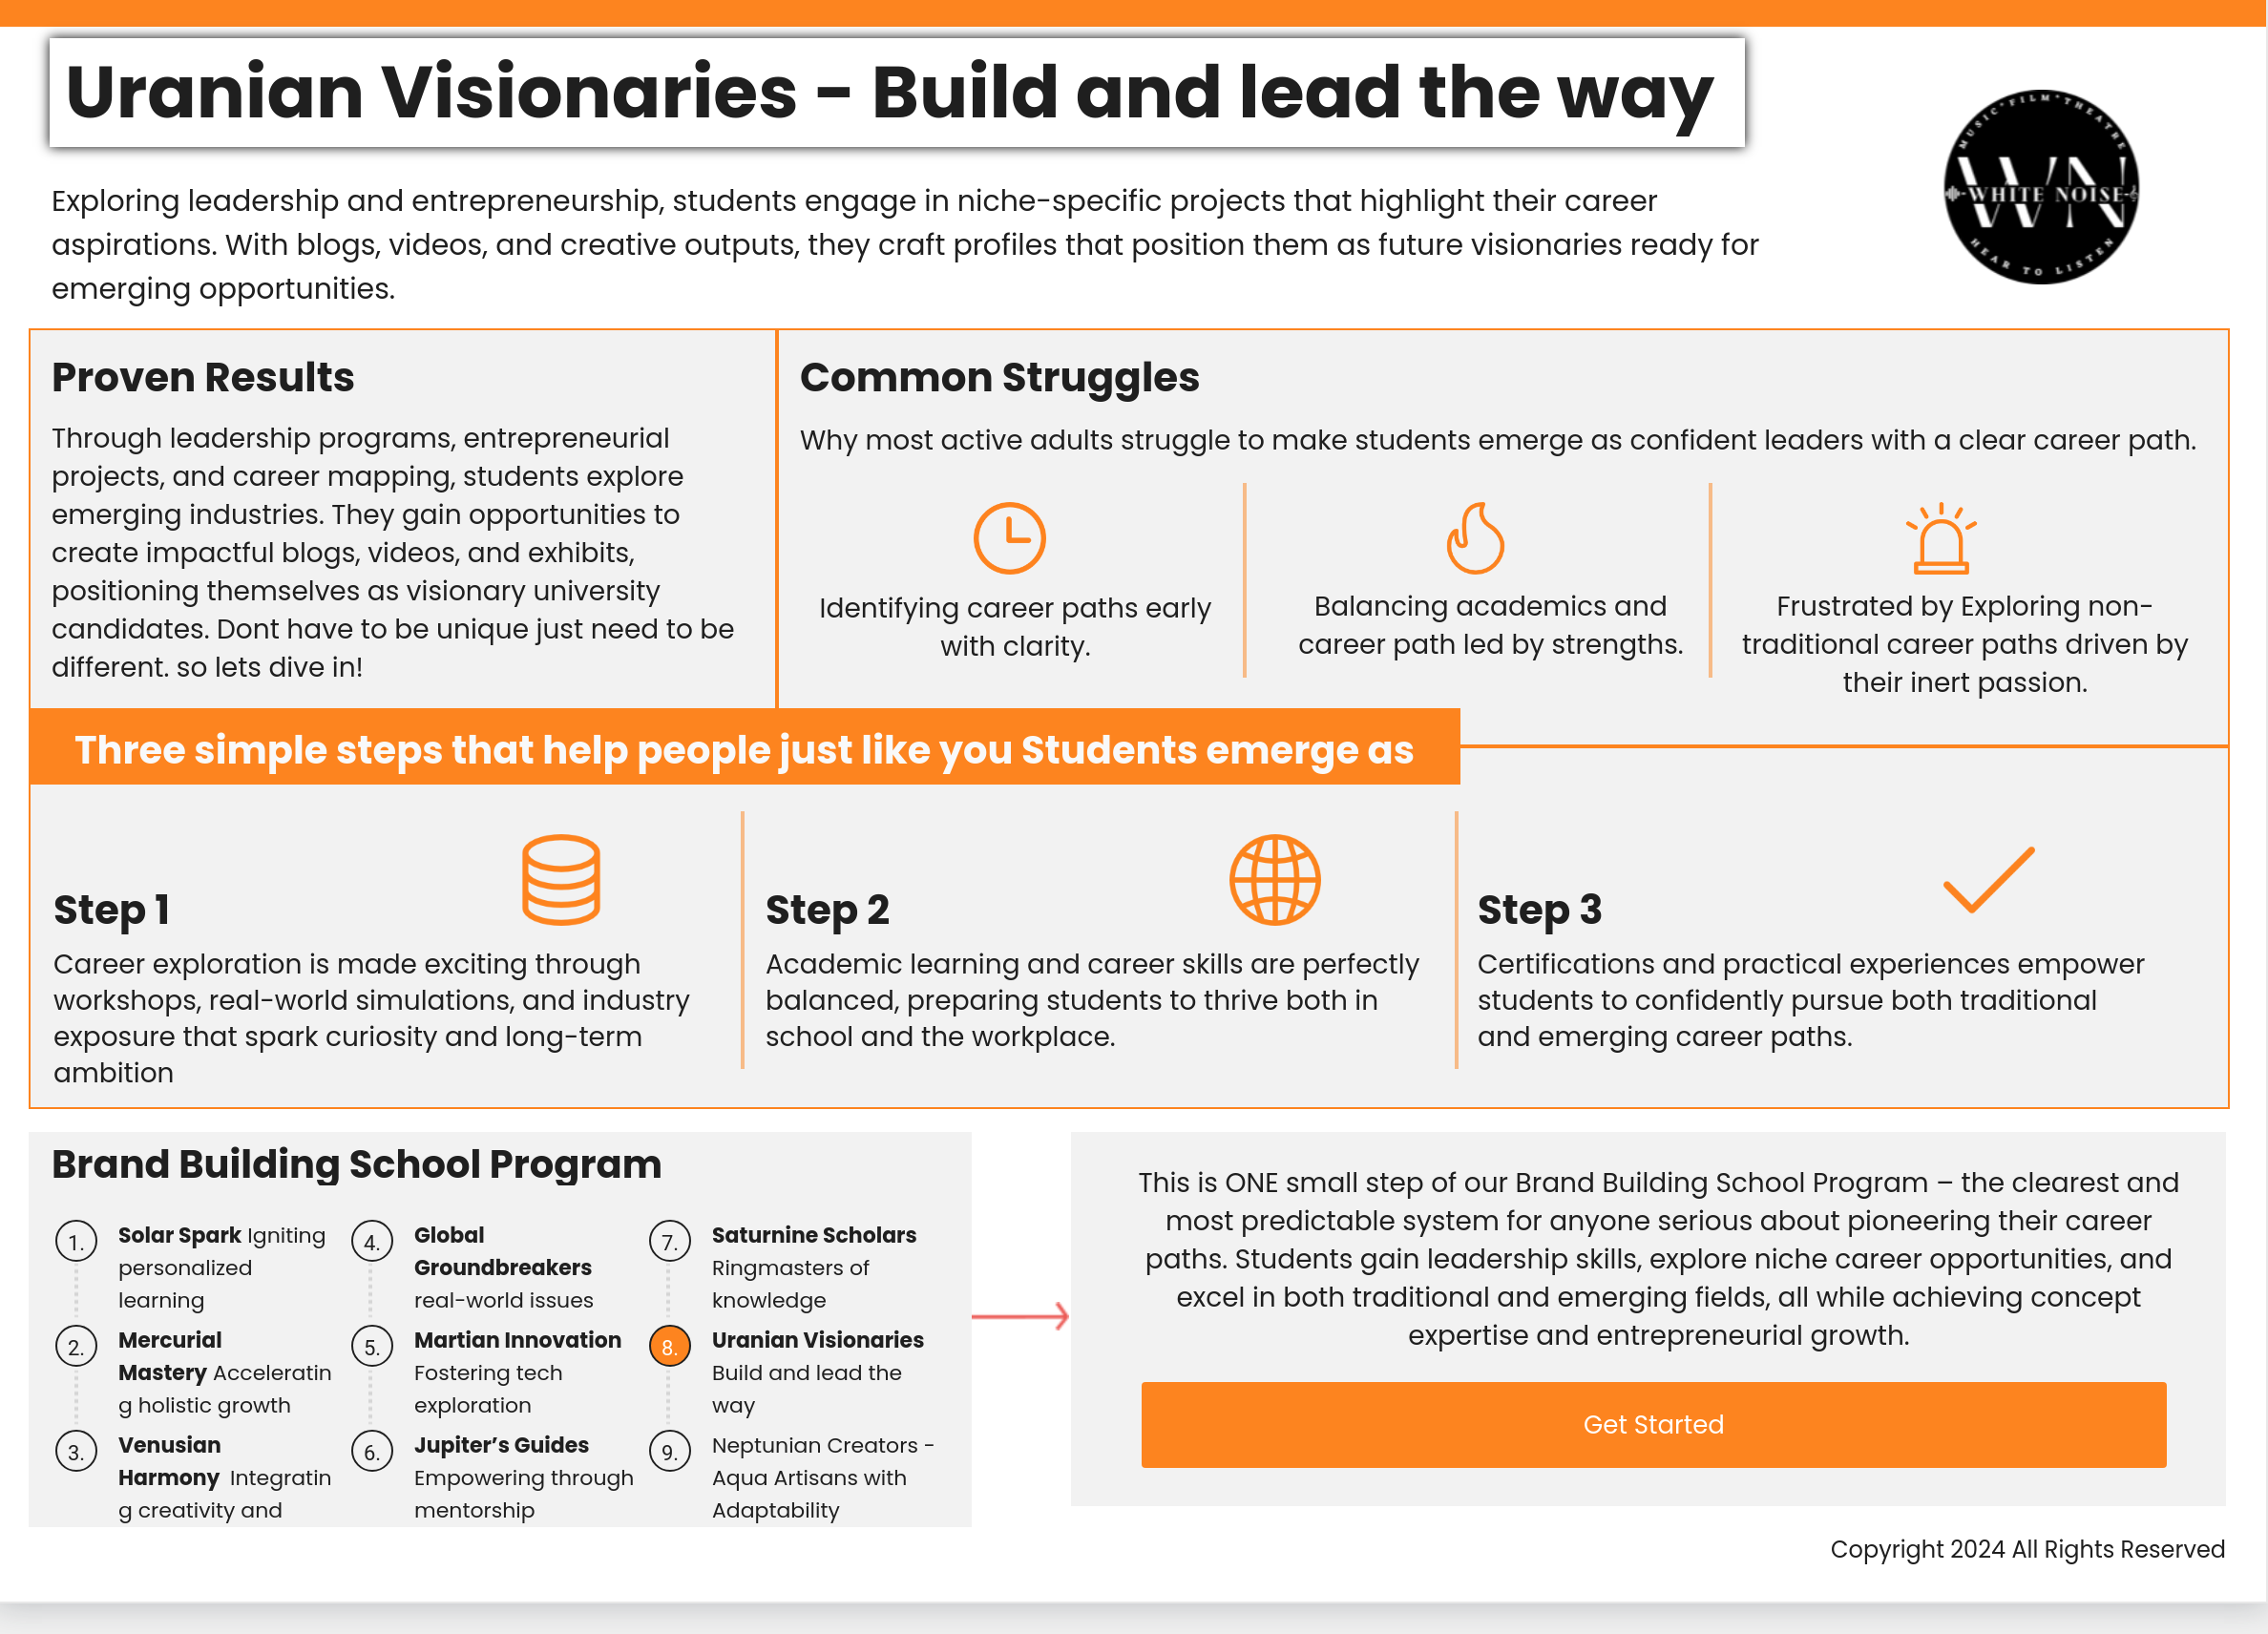 Uranian Visionaries - Build and lead the way
MUSIC*FILM*THEATRE
WN
WHITE NOISE
HEAR TO LISTEN
Exploring leadership and entrepreneurship, students engage in niche-specific projects that highlight their career
aspirations. With blogs, videos, and creative outputs, they craft profiles that position them as future visionaries ready for
emerging opportunities.
Proven Results
Through leadership programs, entrepreneurial
projects, and career mapping, students explore
emerging industries. They gain opportunities to
create impactful blogs, videos, and exhibits,
positioning themselves as visionary university
candidates. Dont have to be unique just need to be
different. so lets dive in!
Common Struggles
Why most active adults struggle to make students emerge as confident leaders with a clear career path.
Identifying career paths early
with clarity.
Balancing academics and
career path led by strengths.
Frustrated by Exploring non-
traditional career paths driven by
their inert passion.
Three simple steps that help people just like you Students emerge as
Step 1
Career exploration is made exciting through
workshops, real-world simulations, and industry
exposure that spark curiosity and long-term
ambition
Step 2
Academic learning and career skills are perfectly
balanced, preparing students to thrive both in
school and the workplace.
Step 3
Certifications and practical experiences empower
students to confidently pursue both traditional
and emerging career paths.
Brand Building School Program
1. Solar Spark Igniting
personalized
learning
2. Mercurial
Mastery Acceleratin
g holistic growth
3. Venusian
Harmony Integratin
g creativity and
4. Global
Groundbreakers
real-world issues
5. Martian Innovation
Fostering tech
exploration
6. Jupiter’s Guides
Empowering through
mentorship
7. Saturnine Scholars
Ringmasters of
knowledge
8. Uranian Visionaries
Build and lead the
way
9. Neptunian Creators -
Aqua Artisans with
Adaptability
This is ONE small step of our Brand Building School Program – the clearest and
most predictable system for anyone serious about pioneering their career
paths. Students gain leadership skills, explore niche career opportunities, and
excel in both traditional and emerging fields, all while achieving concept
expertise and entrepreneurial growth.
Get Started
Copyright 2024 All Rights Reserved